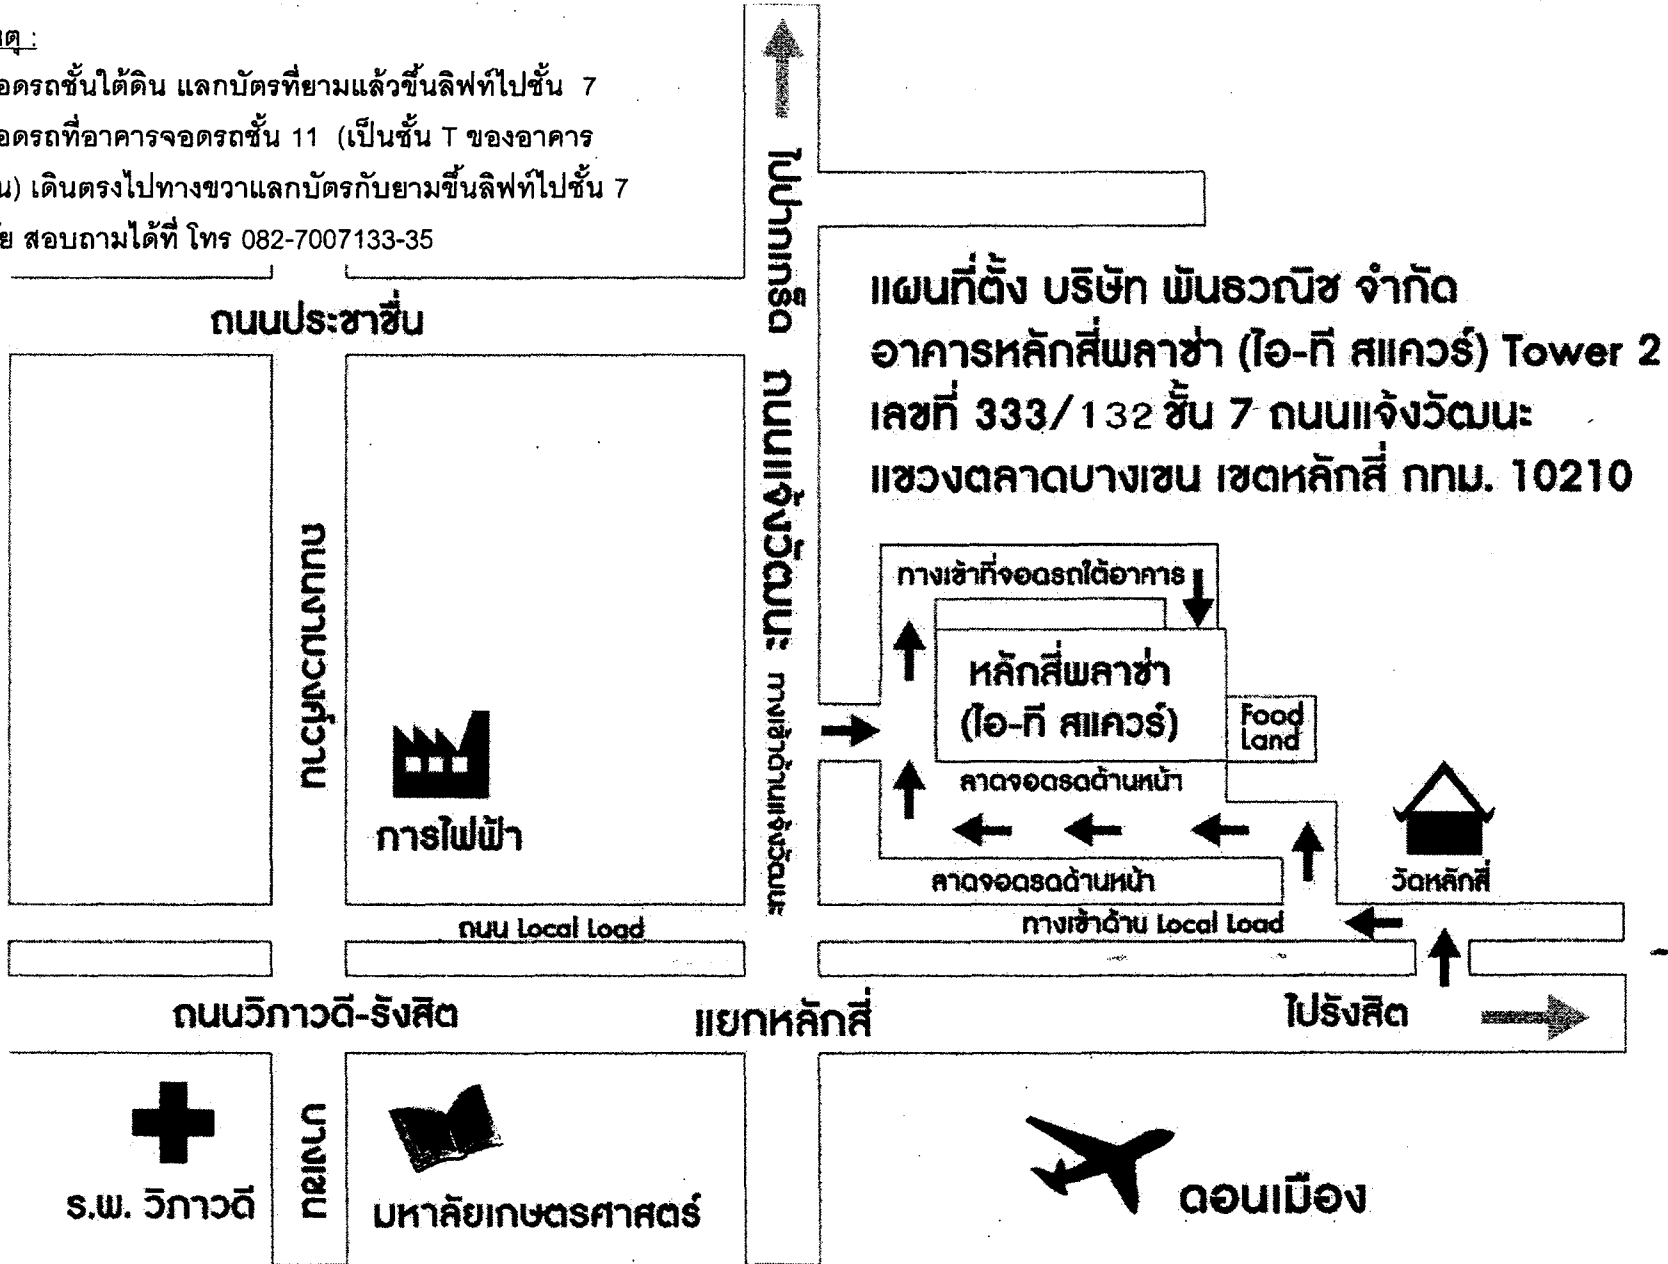 อดรถชั้นใต้ดิน แลกบัตรที่ยามแล้วขึ้นลิฟท์ไปชั้น 7
อดรถที่อาคารจอดรถชั้น 11 (เป็นชั้น T ของอาคาร
น) เดินตรงไปทางขวาแลกบัตรกับยามขึ้นลิฟท์ไปชั้น 7
ย สอบถามได้ที่ โทร 082-7007133-35
ไปปากเกร็ด
แผนที่ตั้ง บริษัท พันธวณิช จำกัด
อาคารหลักสี่พลาซ่า (ไอ-ที สแควร์) Tower 2
เลขที่ 333/132 ชั้น 7 ถนนแจ้งวัฒนะ
แขวงตลาดบางเขน เขตหลักสี่ กทม. 10210
ถนนประชาชื่น
ถนนแจ้งวัฒนะ
ถนนงามวงศ์วาน
ทางเข้าที่จอดรถใต้อาคาร
หลักสี่พลาซ่า
(ไอ-ที สแควร์)
Food
Land
ทางเข้าด้านแจ้งวัฒนะ
ลาดจอดรดด้านหน้า
การไฟฟ้า
ลาดจอดรดด้านหน้า
วัดหลักสี่
ถนน Local Load
ทางเข้าด้าน Local Load
ถนนวิภาวดี-รังสิต
แยกหลักสี่
ไปรังสิต
บางเขน
ร.พ. วิภาวดี
มหาลัยเกษตรศาสตร์
ดอนเมือง